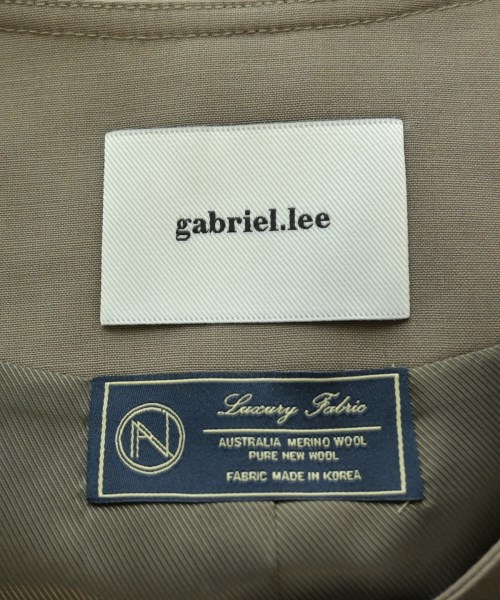 gabriel.lee
Luxury Fabric
AUSTRALIA MERINO WOOL
PURE NEW WOOL
FABRIC MADE IN KOREA